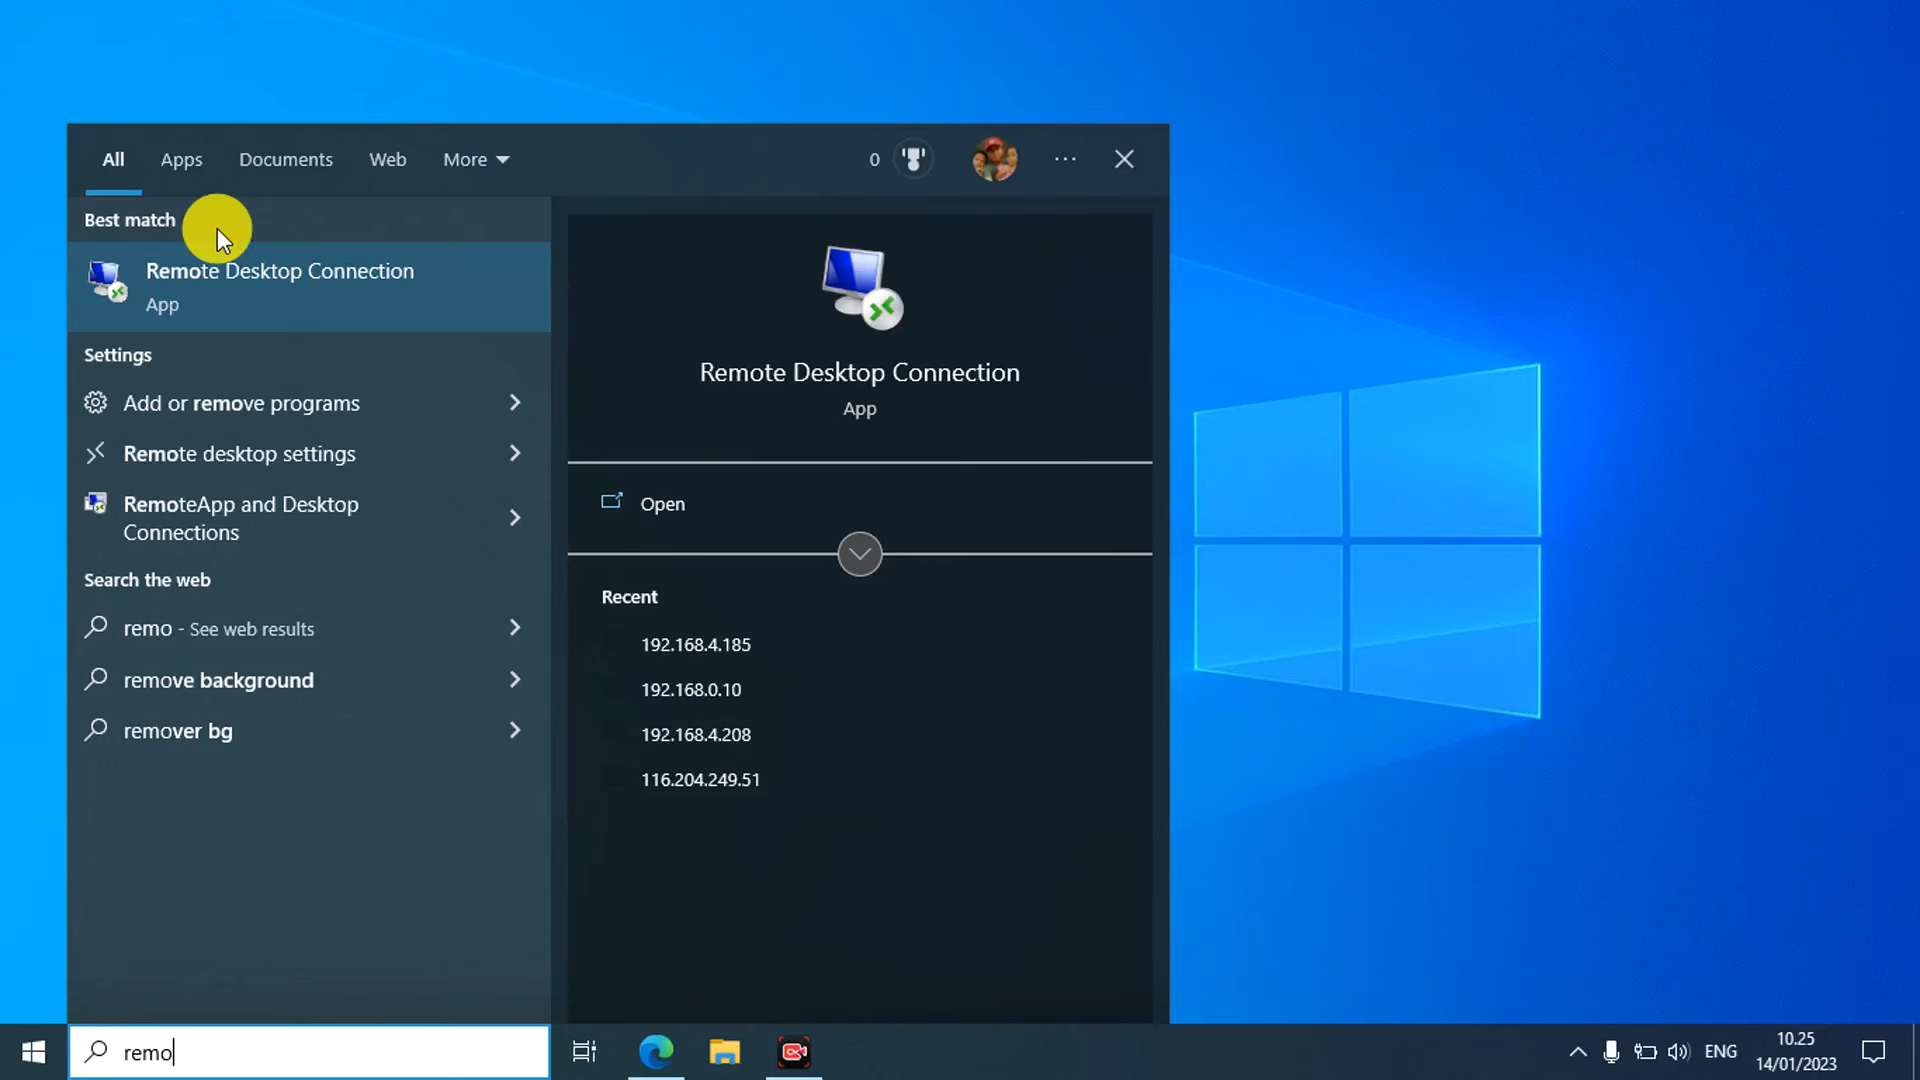 All Apps Documents Web More 0 ...
Best match
Remote Desktop Connection
App
Settings
Add or remove programs
Remote desktop settings
RemoteApp and Desktop
Connections
Search the web
remo - See web results
remove background
remover bg
Remote Desktop Connection
App
Open
Recent
192.168.4.185
192.168.0.10
192.168.4.208
116.204.249.51
remo
ENG
10.25
14/01/2023